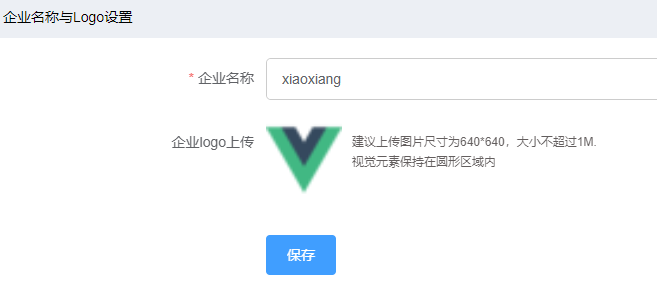 企业名称与Logo设置
* 企业名称
xiaoxiang
企业logo上传
建议上传图片尺寸为640*640，大小不超过1M.
视觉元素保持在圆形区域内
保存